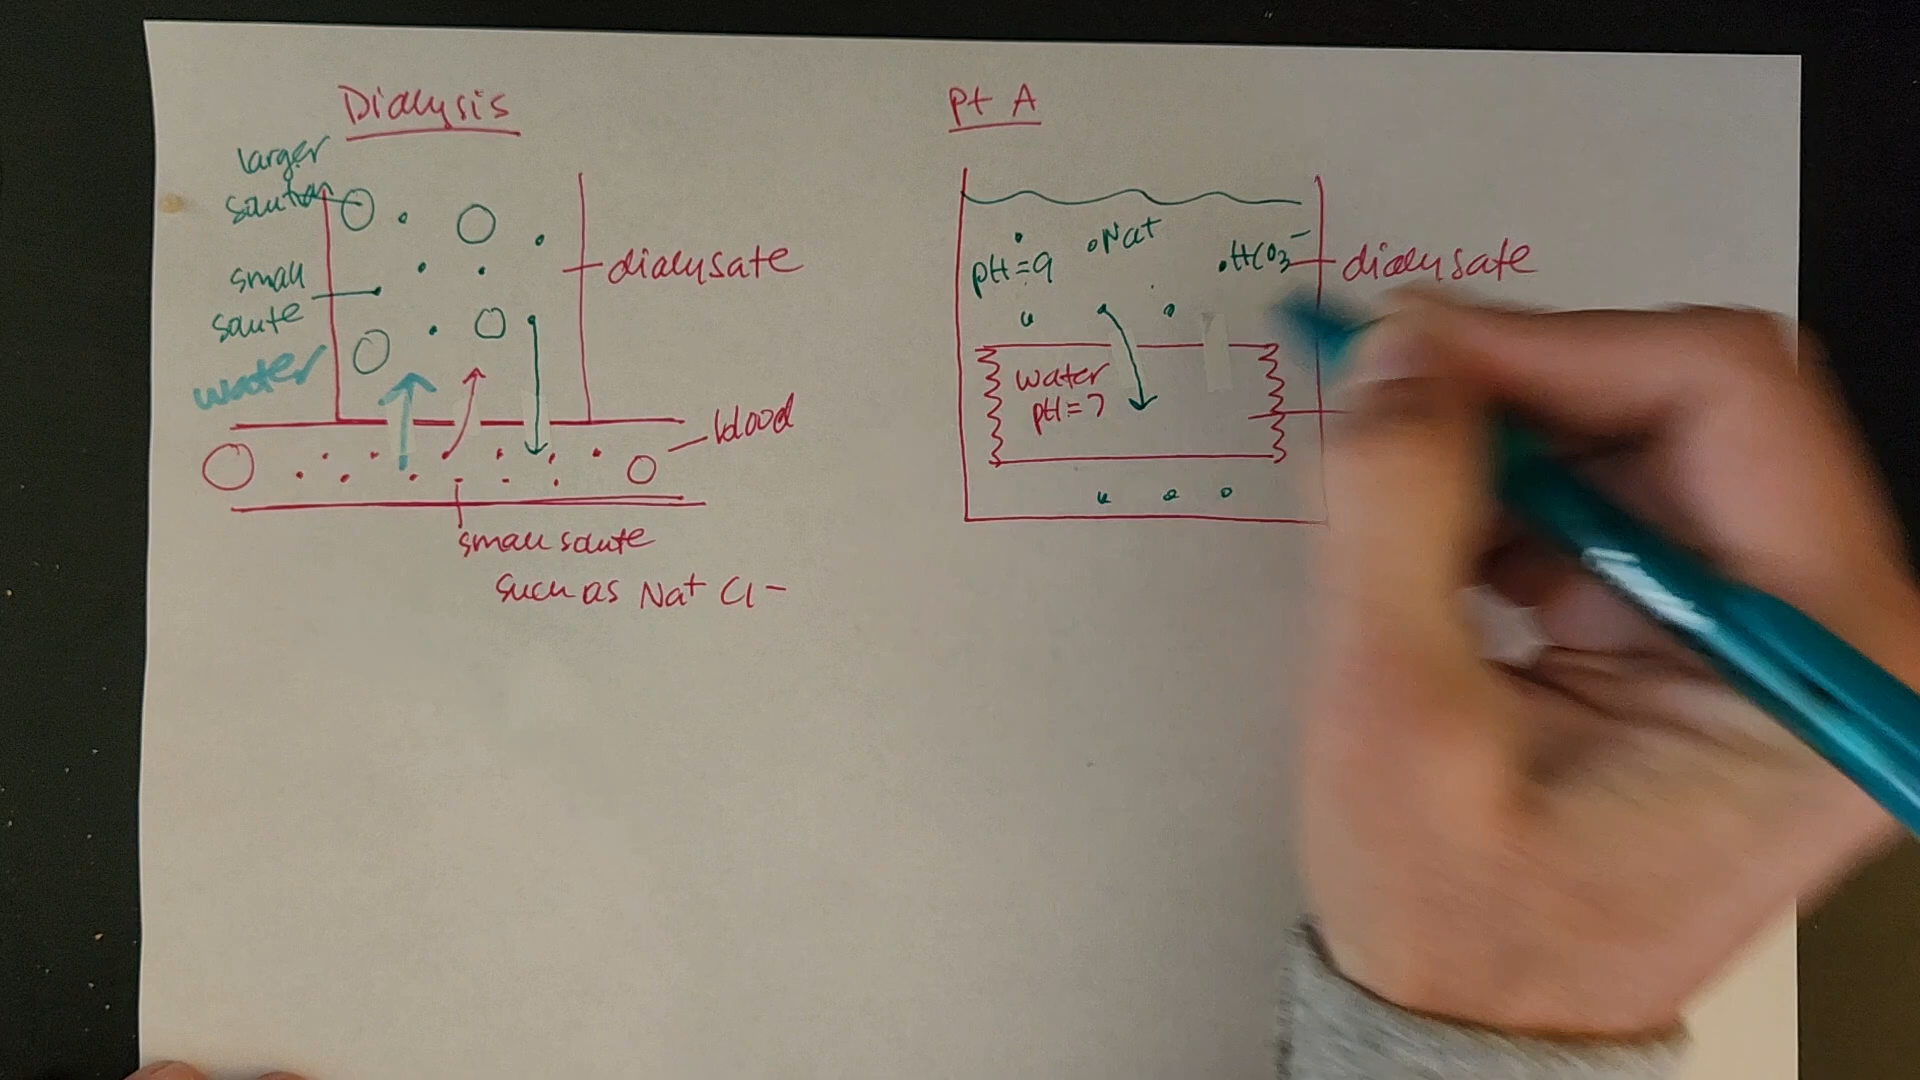 Dialysis
larger
solute
small
solute
water
dialysate
blood
small solute
such as Na+ Cl-
Pt A
pH=9
Na+
HCO3-
dialysate
water
pH=7